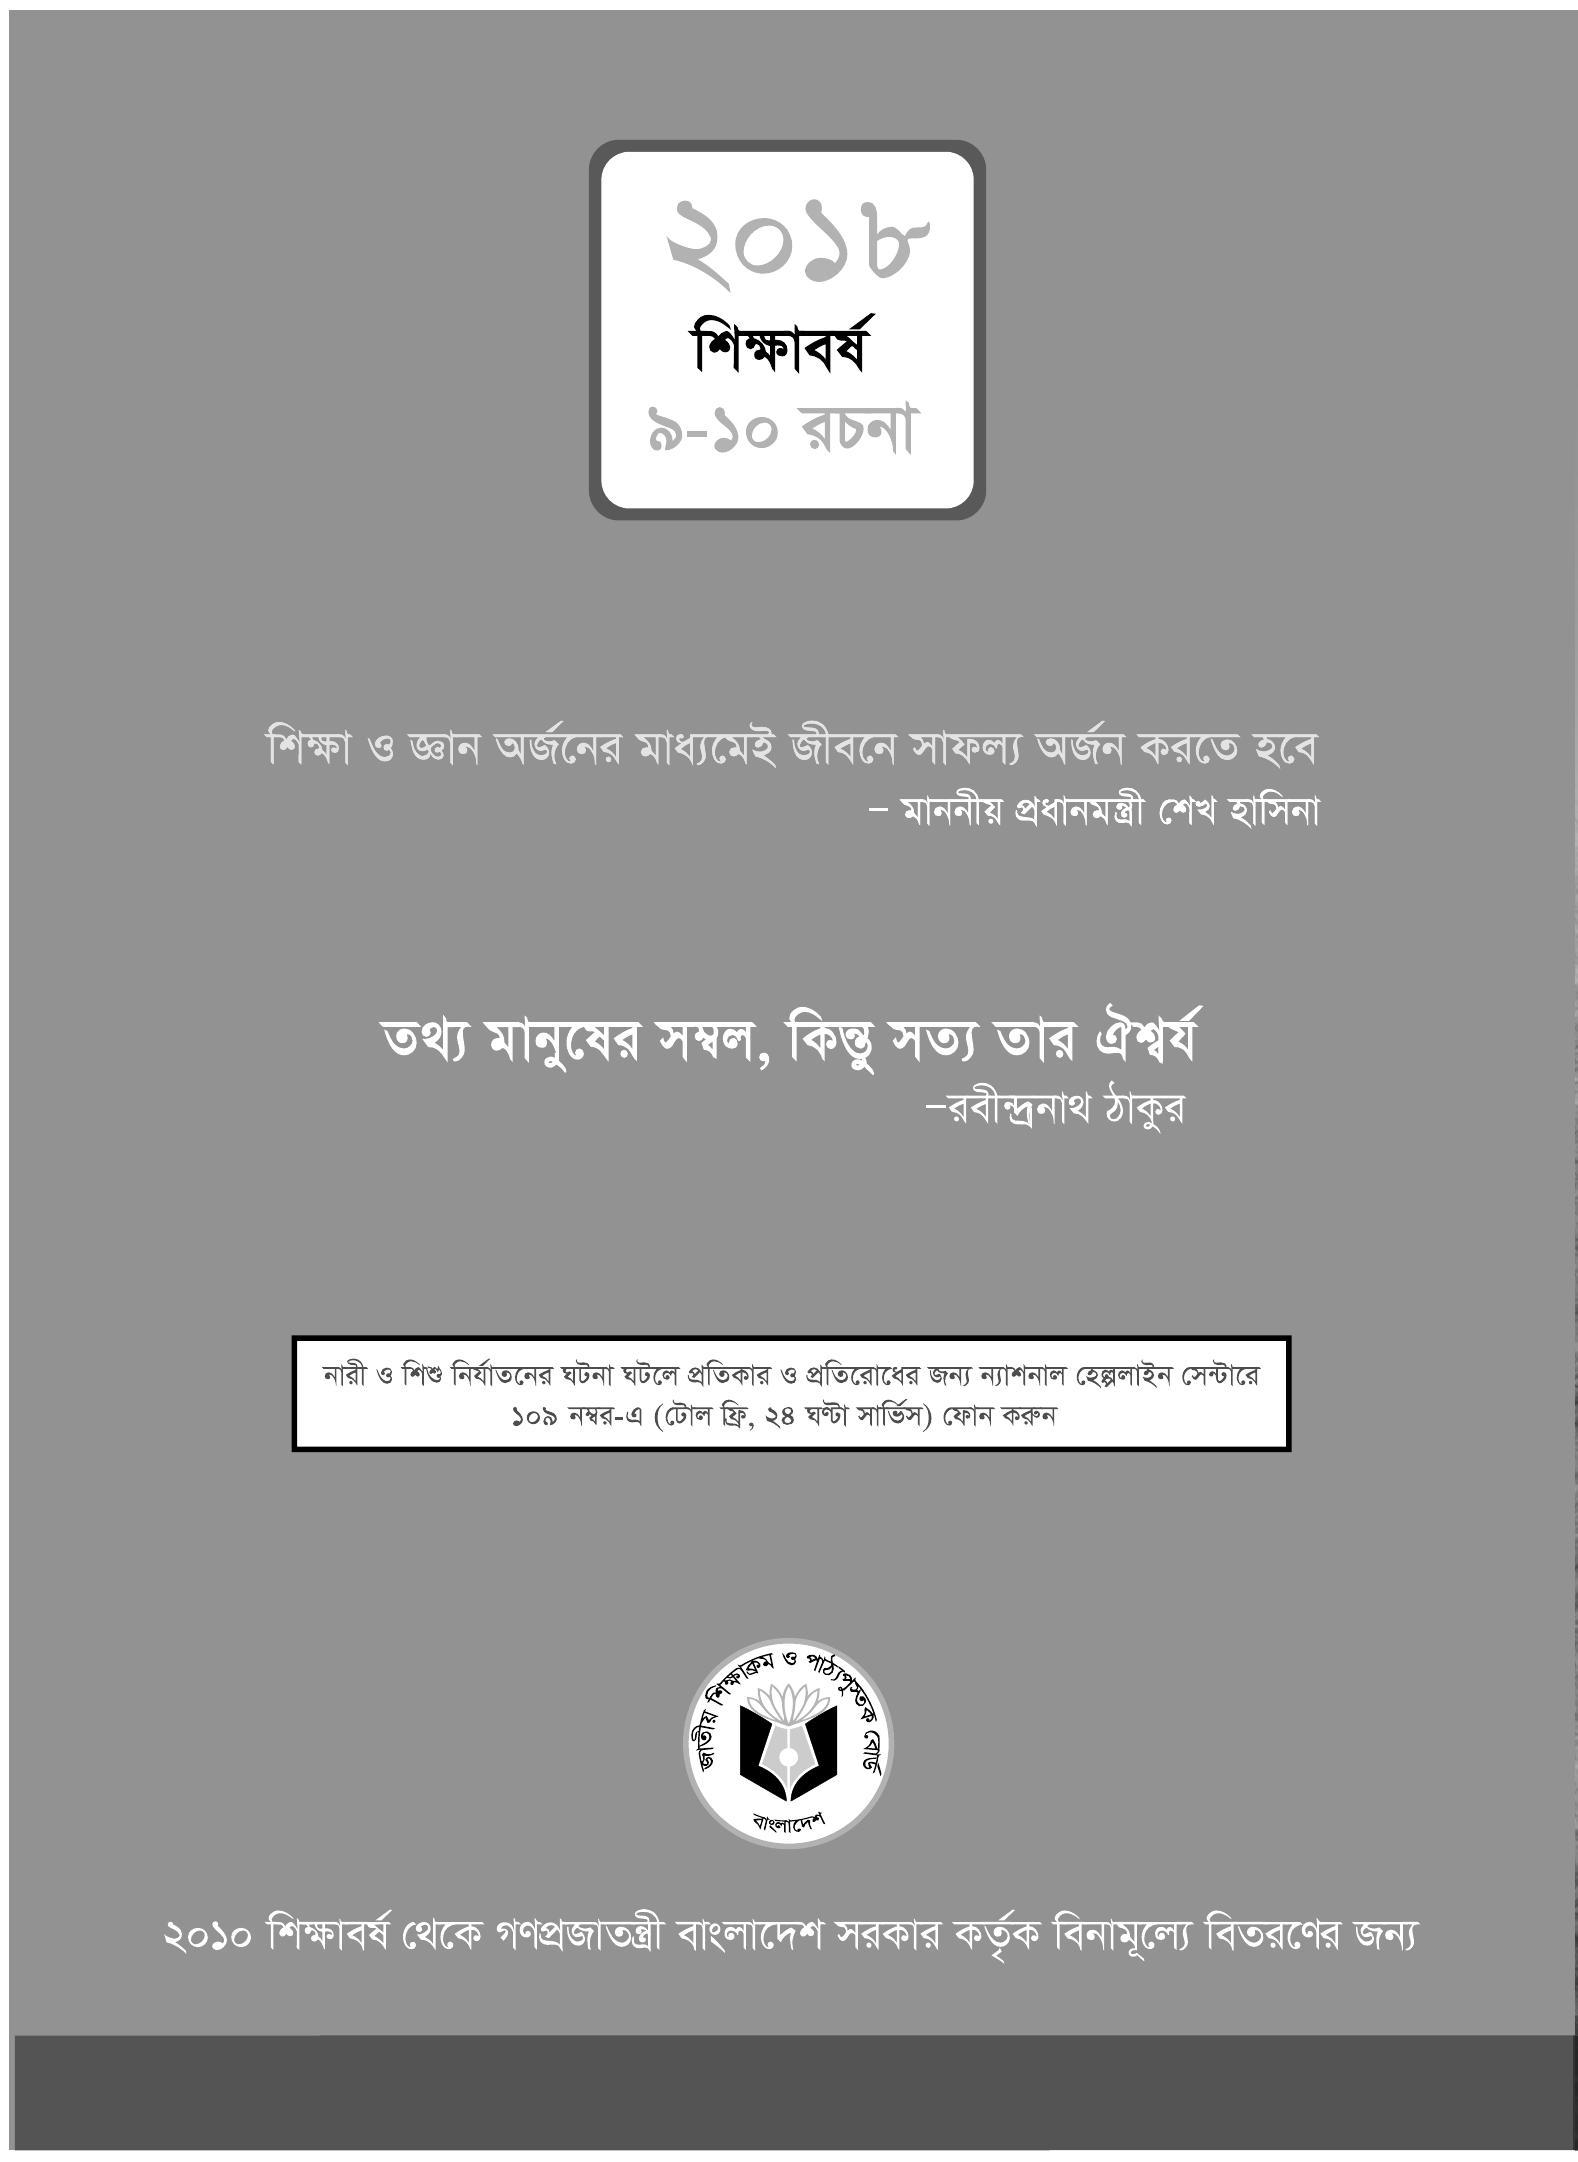 ২০১৮
শিক্ষাবর্ষ
৯-১০ রচনা
শিক্ষা ও জ্ঞান অর্জনের মাধ্যমেই জীবনে সাফল্য অর্জন করতে হবে
– মাননীয় প্রধানমন্ত্রী শেখ হাসিনা
তথ্য মানুষের সম্বল, কিন্তু সত্য তার ঐশ্বর্য
–রবীন্দ্রনাথ ঠাকুর
নারী ও শিশু নির্যাতনের ঘটনা ঘটলে প্রতিকার ও প্রতিরোধের জন্য ন্যাশনাল হেল্পলাইন সেন্টারে
১০৯ নম্বর-এ (টোল ফ্রি, ২৪ ঘণ্টা সার্ভিস) ফোন করুন
জাতীয় শিক্ষাক্রম ও পাঠ্যপুস্তক বোর্ড
বাংলাদেশ
২০১০ শিক্ষাবর্ষ থেকে গণপ্রজাতন্ত্রী বাংলাদেশ সরকার কর্তৃক বিনামূল্যে বিতরণের জন্য